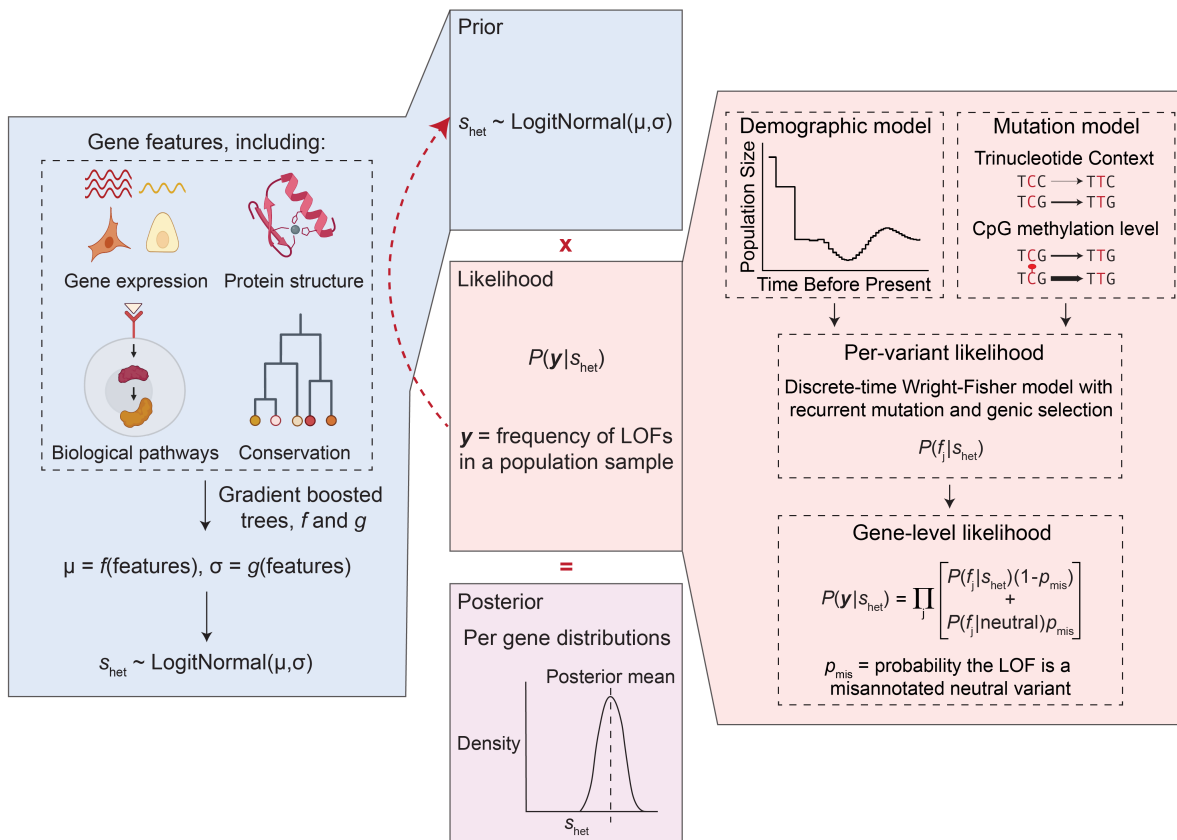 Gene features, including:
Gene expression
Protein structure
Biological pathways
Conservation
Gradient boosted
trees, f and g
μ = f(features), σ = g(features)
s_het ~ LogitNormal(μ,σ)
Prior
s_het ~ LogitNormal(μ,σ)
x
Likelihood
P(y|s_het)
y = frequency of LOFs
in a population sample
=
Posterior
Per gene distributions
Posterior mean
Density
s_het
Demographic model
Population Size
Time Before Present
Mutation model
Trinucleotide Context
TCC → TTC
TCG → TTG
CpG methylation level
TCG → TTG
TCG → TTG
Per-variant likelihood
Discrete-time Wright-Fisher model with
recurrent mutation and genic selection
P(f_j|s_het)
Gene-level likelihood
P(y|s_het) = ∏_j [P(f_j|s_het)(1-p_mis)
+
P(f_j|neutral)p_mis]
p_mis = probability the LOF is a
misannotated neutral variant